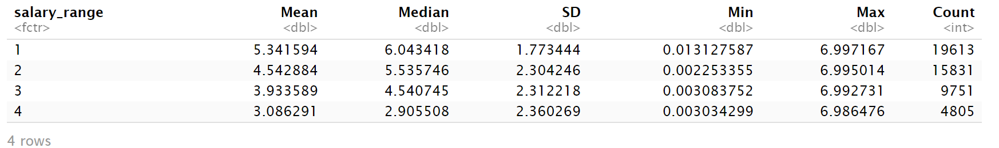 salary_range Mean Median SD Min Max Count
<fctr> <dbl> <dbl> <dbl> <dbl> <dbl> <int>
1 5.341594 6.043418 1.773444 0.013127587 6.997167 19613
2 4.542884 5.535746 2.304246 0.002253355 6.995014 15831
3 3.933589 4.540745 2.312218 0.003083752 6.992731 9751
4 3.086291 2.905508 2.360269 0.003034299 6.986476 4805
4 rows